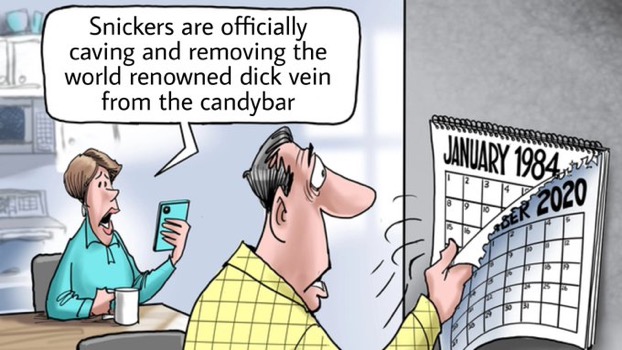 Snickers are officially
caving and removing the
world renowned dick vein
from the candybar
JANUARY 1984
BER 2020